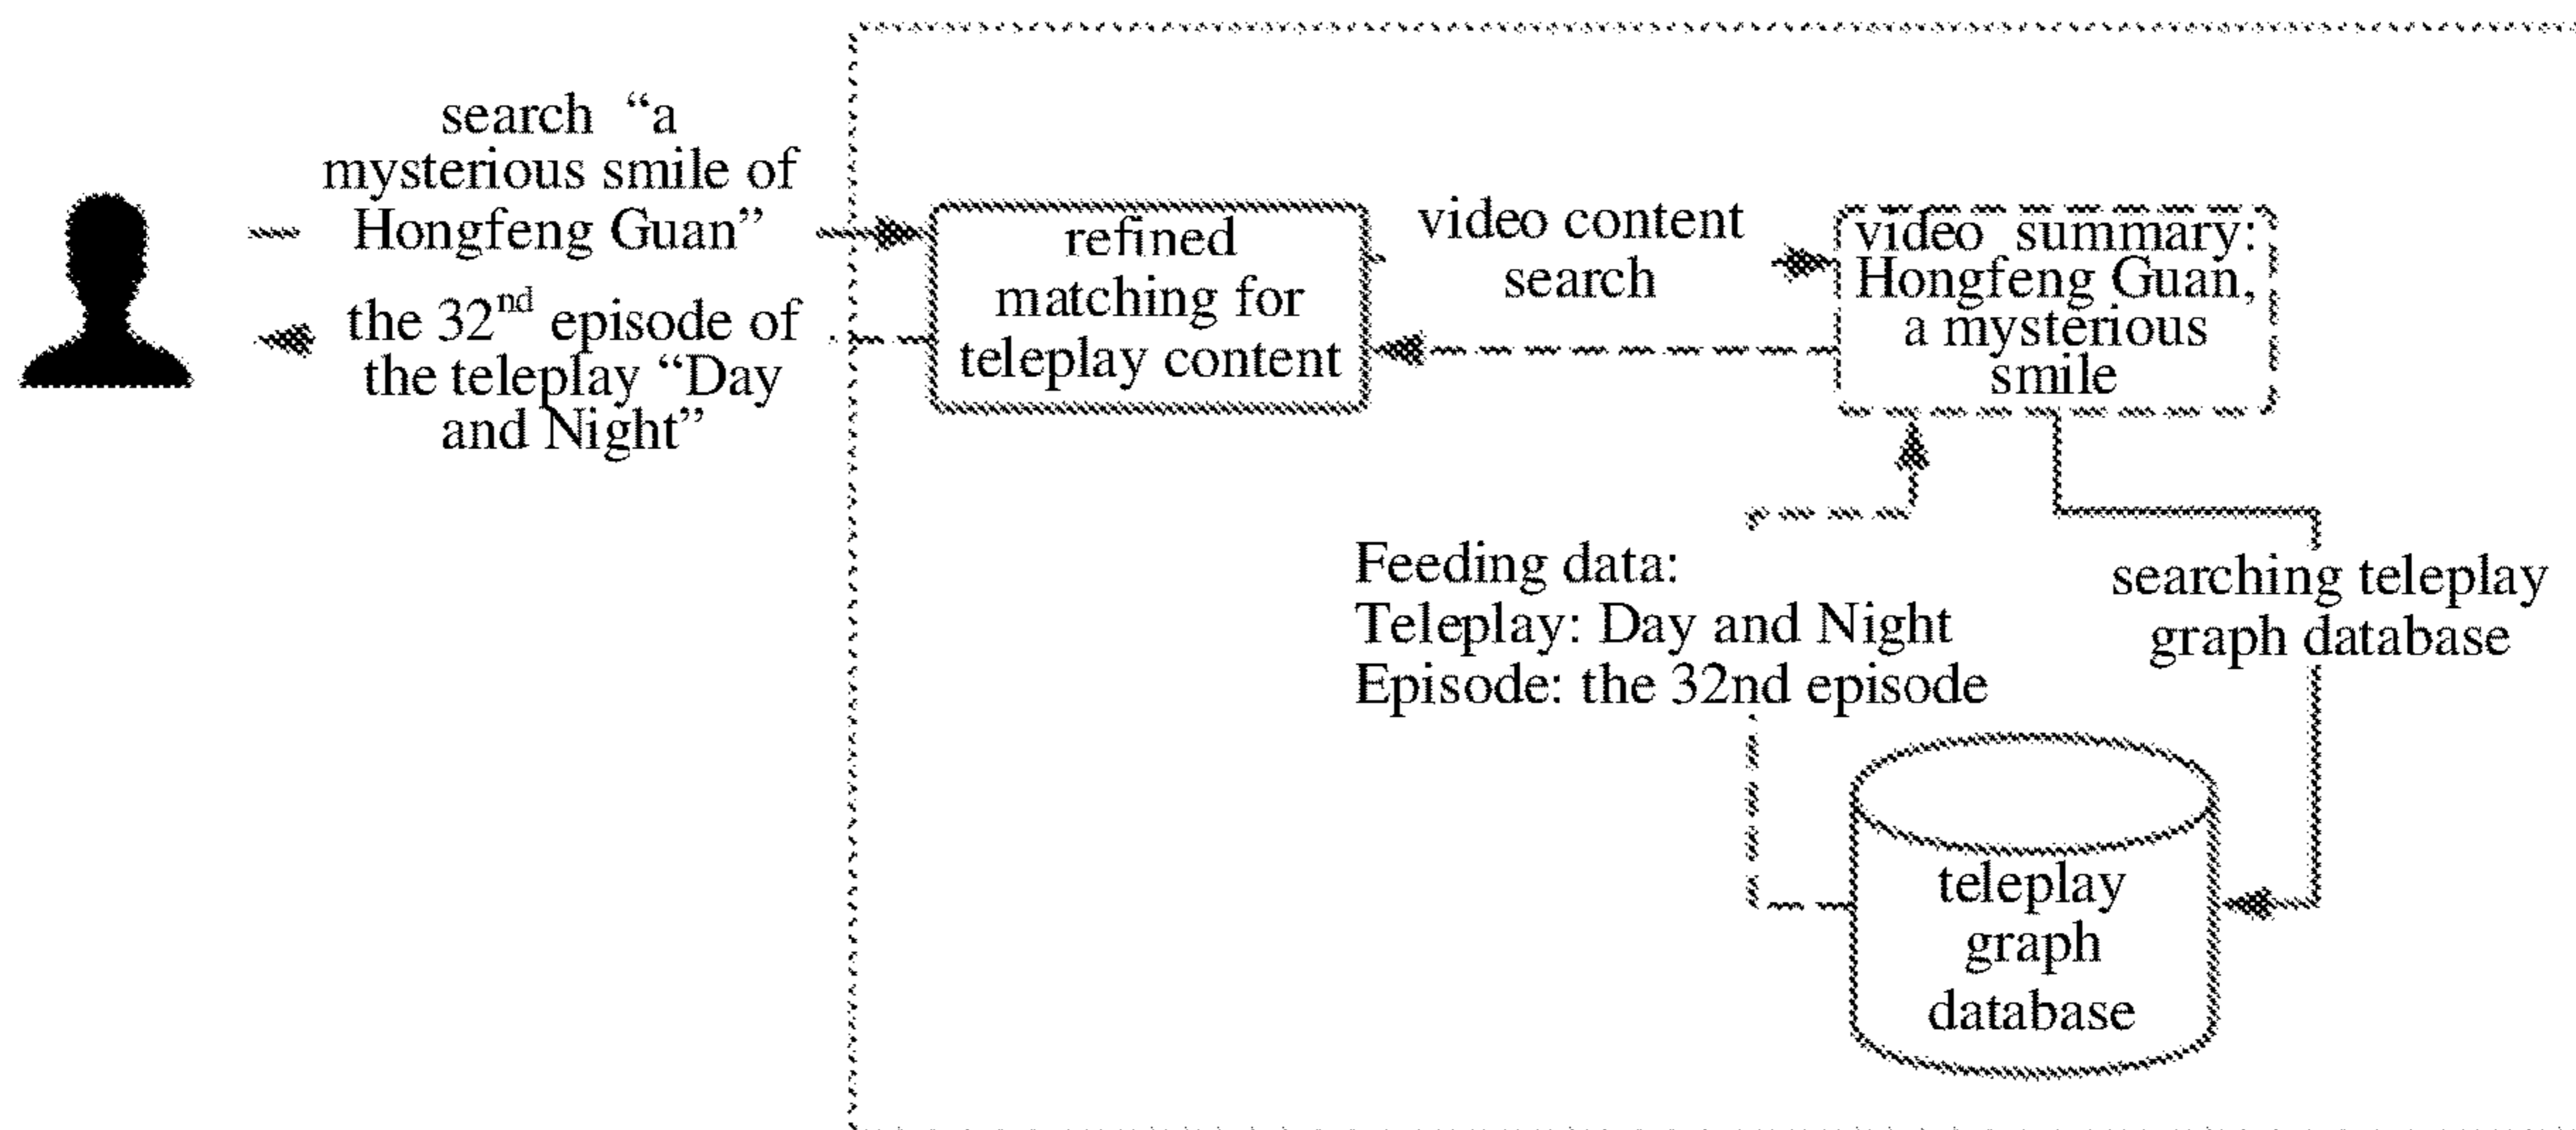 search “a
mysterious smile of
Hongfeng Guan”
the 32nd episode of
the teleplay “Day
and Night”
refined
matching for
teleplay content
video content
search
video summary:
Hongfeng Guan,
a mysterious
smile
Feeding data:
Teleplay: Day and Night
Episode: the 32nd episode
searching teleplay
graph database
teleplay
graph
database